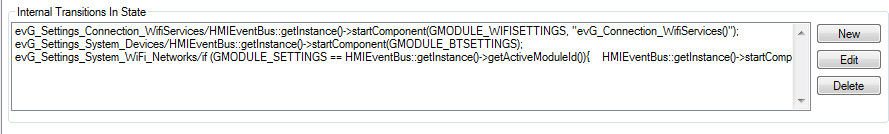 Internal Transitions In State
evG_Settings_Connection_WifiServices/HMIEventBus::getInstance()->startComponent(GMODULE_WIFISETTINGS, "evG_Connection_WifiServices()");
evG_Settings_System_Devices/HMIEventBus::getInstance()->startComponent(GMODULE_BTSETTINGS);
evG_Settings_System_WiFi_Networks/if (GMODULE_SETTINGS == HMIEventBus::getInstance()->getActiveModuleId()){    HMIEventBus::getInstance()->startComp
New
Edit
Delete